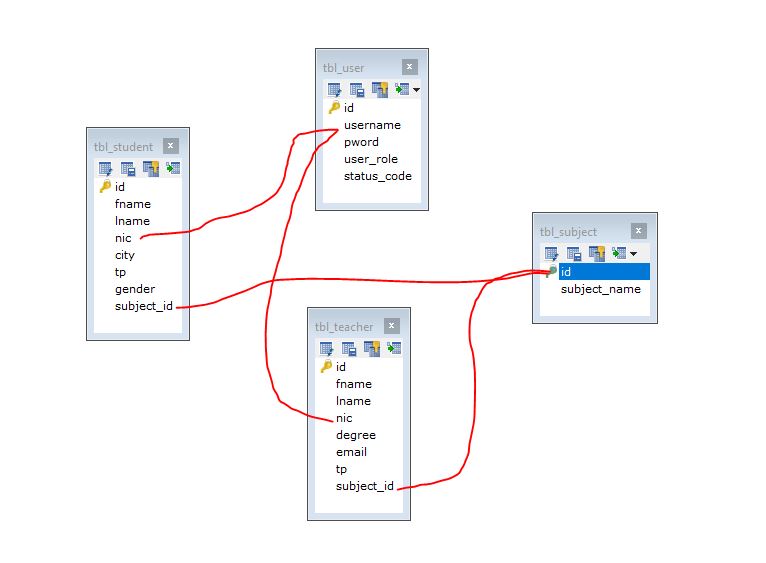 tbl_user
id
username
pword
user_role
status_code
tbl_student
id
fname
lname
nic
city
tp
gender
subject_id
tbl_subject
id
subject_name
tbl_teacher
id
fname
lname
nic
degree
email
tp
subject_id